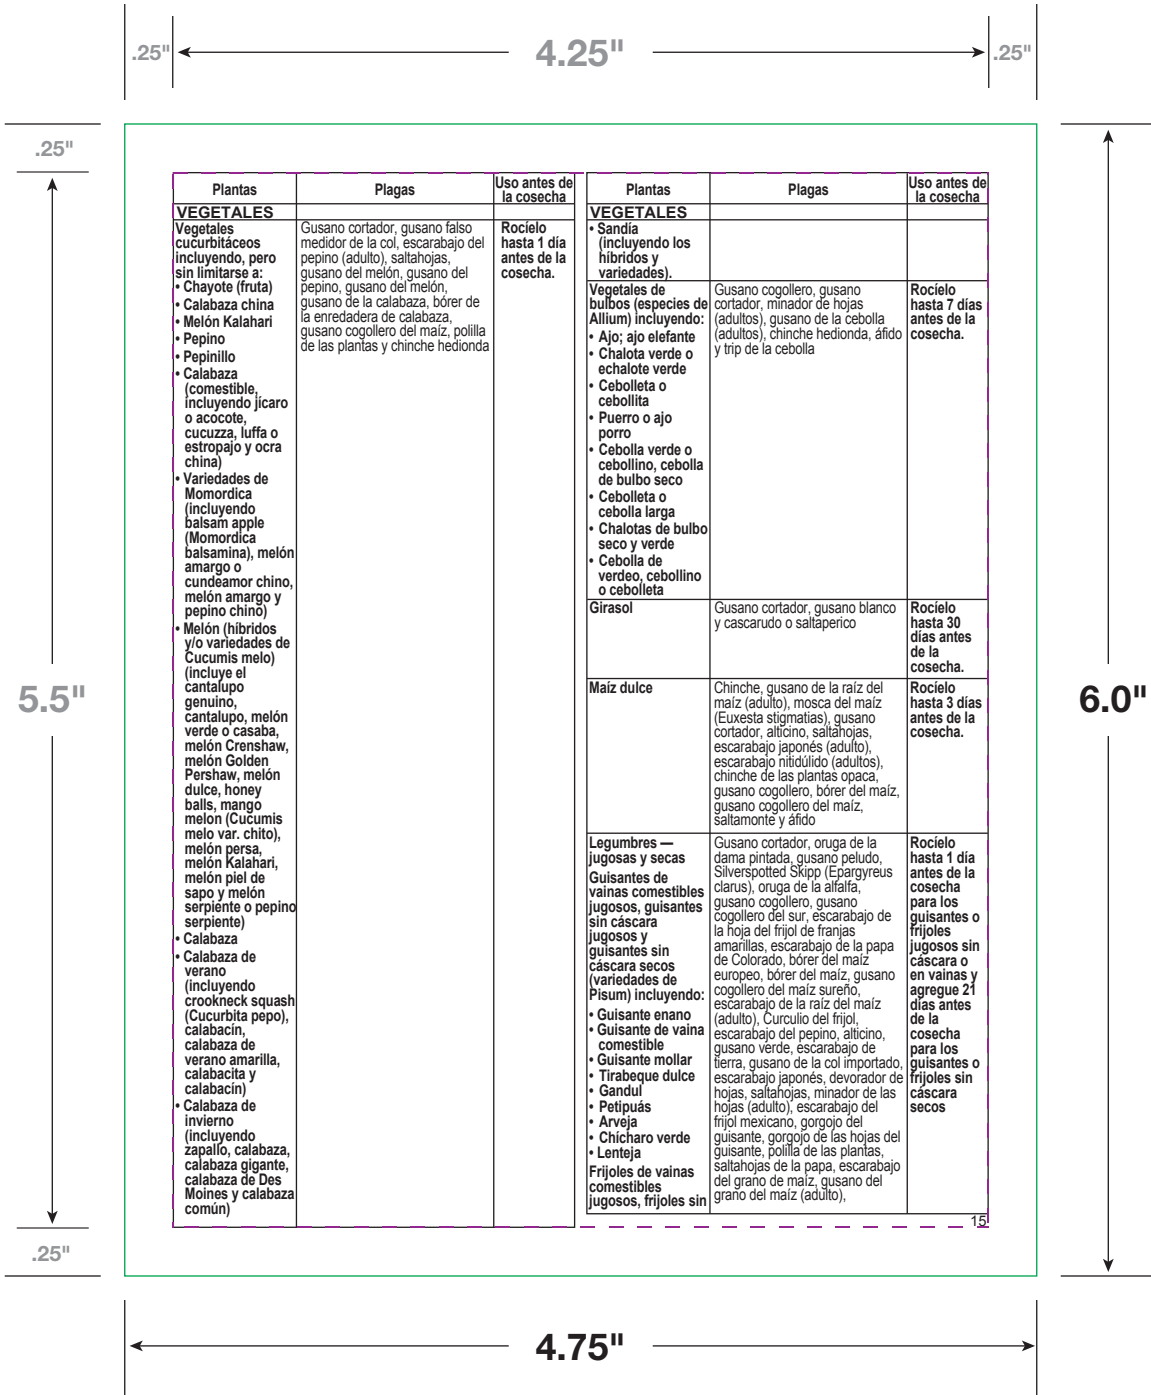 .25"
4.25"
.25"
.25"
5.5"
.25"
6.0"
Plantas
Plagas
Uso antes de
la cosecha
VEGETALES
Vegetales
cucurbitáceos
incluyendo, pero
sin limitarse a:
• Chayote (fruta)
• Calabaza china
• Melón Kalahari
• Pepino
• Pepinillo
• Calabaza
(comestible,
incluyendo jícaro
o acocote,
cucuzza, luffa o
estropajo y ocra
china)
• Variedades de
Momordica
(incluyendo
balsam apple
(Momordica
balsamina), melón
amargo o
cundeamor chino,
melón amargo y
pepino chino)
• Melón (híbridos
y/o variedades de
Cucumis melo)
(incluye el
cantalupo
genuino,
cantalupo, melón
verde o casaba,
melón Crenshaw,
melón Golden
Pershaw, melón
dulce, honey
balls, mango
melon (Cucumis
melo var. chito),
melón persa,
melón Kalahari,
melón piel de
sapo y melón
serpiente o pepino
serpiente)
• Calabaza
• Calabaza de
verano
(incluyendo
crookneck squash
(Cucurbita pepo),
calabacín,
calabaza de
verano amarilla,
calabacita y
calabacín)
• Calabaza de
invierno
(incluyendo
zapallo, calabaza,
calabaza gigante,
calabaza de Des
Moines y calabaza
común)
Gusano cortador, gusano falso
medidor de la col, escarabajo del
pepino (adulto), saltahojas,
gusano del melón, gusano del
pepino, gusano del melón,
gusano de la calabaza, bórer de
la enredadera de calabaza,
gusano cogollero del maíz, polilla
de las plantas y chinche hedionda
Rocíelo
hasta 1 día
antes de la
cosecha.
Plantas
Plagas
Uso antes de
la cosecha
VEGETALES
• Sandía
(incluyendo los
híbridos y
variedades).
Vegetales de
bulbos (especies de
Allium) incluyendo:
• Ajo; ajo elefante
• Chalota verde o
echalote verde
• Cebolleta o
cebollita
• Puerro o ajo
porro
• Cebolla verde o
cebollino, cebolla
de bulbo seco
• Cebolleta o
cebolla larga
• Chalotas de bulbo
seco y verde
• Cebolla de
verdeo, cebollino
o cebolleta
Gusano cogollero, gusano
cortador, minador de hojas
(adultos), gusano de la cebolla
(adultos), chinche hedionda, áfido
y trip de la cebolla
Rocíelo
hasta 7 días
antes de la
cosecha.
Girasol
Gusano cortador, gusano blanco
y cascarudo o saltaperico
Rocíelo
hasta 30
días antes
de la
cosecha.
Maíz dulce
Chinche, gusano de la raíz del
maíz (adulto), mosca del maíz
(Euxesta stigmatias), gusano
cortador, alticino, saltahojas,
escarabajo japonés (adulto),
escarabajo nitidúlido (adultos),
chinche de las plantas opaca,
gusano cogollero, bórer del maíz,
gusano cogollero del maíz,
saltamonte y áfido
Rocíelo
hasta 3 días
antes de la
cosecha.
Legumbres —
jugosas y secas
Guisantes de
vainas comestibles
jugosos, guisantes
sin cáscara
jugosos y
guisantes sin
cáscara secos
(variedades de
Pisum) incluyendo:
• Guisante enano
• Guisante de vaina
comestible
• Guisante mollar
• Tirabeque dulce
• Gandul
• Petipuás
• Arveja
• Chícharo verde
• Lenteja
Frijoles de vainas
comestibles
jugosos, frijoles sin
Gusano cortador, oruga de la
dama pintada, gusano peludo,
Silverspotted Skipp (Epargyreus
clarus), oruga de la alfalfa,
gusano cogollero, gusano
cogollero del sur, escarabajo de
la hoja del frijol de franjas
amarillas, escarabajo de la papa
de Colorado, bórer del maíz
europeo, bórer del maíz, gusano
cogollero del maíz sureño,
escarabajo de la raíz del maíz
(adulto), Curculio del frijol,
escarabajo del pepino, alticino,
gusano verde, escarabajo de
tierra, gusano de la col importado,
escarabajo japonés, devorador de
hojas, saltahojas, minador de las
hojas (adulto), escarabajo del
frijol mexicano, gorgojo del
guisante, gorgojo de las hojas del
guisante, polilla de las plantas,
saltahojas de la papa, escarabajo
del grano de maíz, gusano del
grano del maíz (adulto),
Rocíelo
hasta 1 día
antes de la
cosecha
para los
guisantes o
frijoles
jugosos sin
cáscara o
en vainas y
agregue 21
días antes
de la
cosecha
para los
guisantes o
frijoles sin
cáscara
secos
15
4.75"